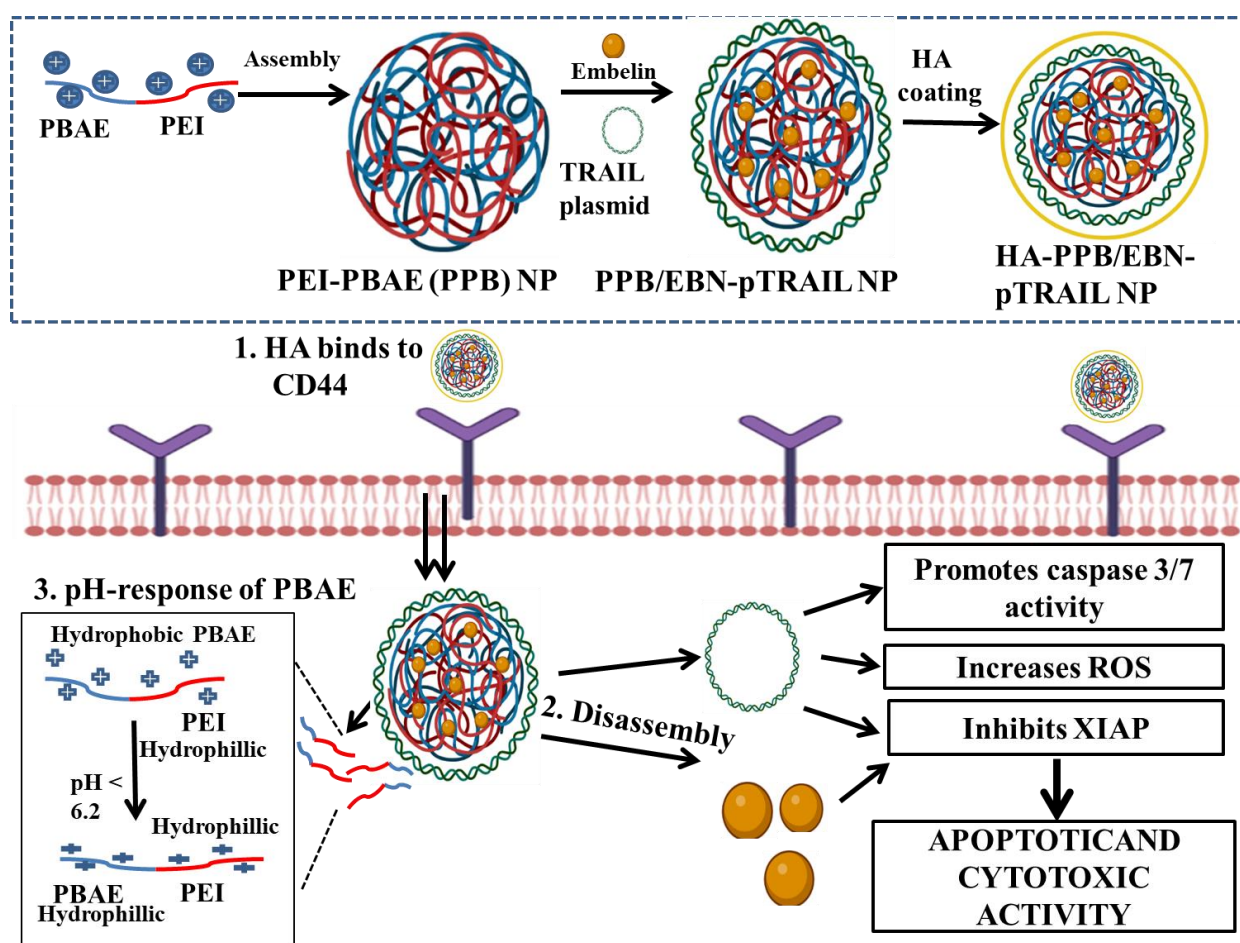 Assembly
PBAE
PEI
PEI-PBAE (PPB) NP
Embelin
TRAIL
plasmid
PPB/EBN-pTRAIL NP
HA
coating
HA-PPB/EBN-
pTRAIL NP
1. HA binds to
CD44
3. pH-response of PBAE
Hydrophobic PBAE
PEI
Hydrophillic
pH <
6.2
Hydrophillic
PBAE
PEI
Hydrophillic
2. Disassembly
Promotes caspase 3/7
activity
Increases ROS
Inhibits XIAP
APOPTOTICAND
CYTOTOXIC
ACTIVITY